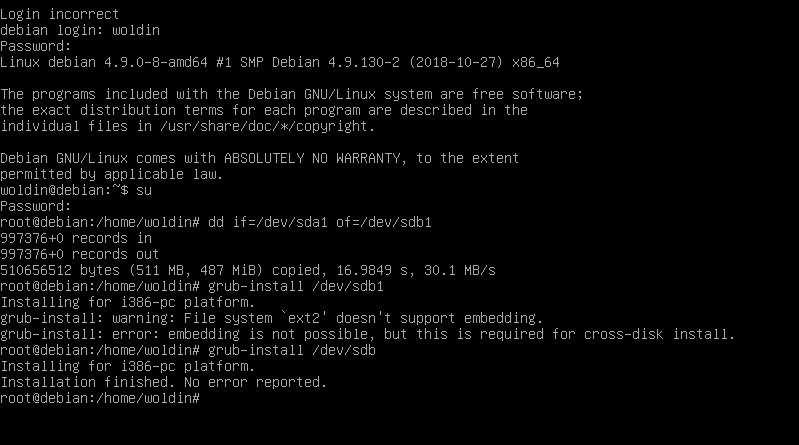 Login incorrect
debian login: woldin
Password:
Linux debian 4.9.0-8-amd64 #1 SMP Debian 4.9.130-2 (2018-10-27) x86_64
The programs included with the Debian GNU/Linux system are free software;
the exact distribution terms for each program are described in the
individual files in /usr/share/doc/*/copyright.
Debian GNU/Linux comes with ABSOLUTELY NO WARRANTY, to the extent
permitted by applicable law.
woldin@debian:~$ su
Password:
root@debian:/home/woldin# dd if=/dev/sda1 of=/dev/sdb1
997376+0 records in
997376+0 records out
510656512 bytes (511 MB, 487 MiB) copied, 16.9849 s, 30.1 MB/s
root@debian:/home/woldin# grub-install /dev/sdb1
Installing for i386-pc platform.
grub-install: warning: File system `ext2' doesn't support embedding.
grub-install: error: embedding is not possible, but this is required for cross-disk install.
root@debian:/home/woldin# grub-install /dev/sdb
Installing for i386-pc platform.
Installation finished. No error reported.
root@debian:/home/woldin#